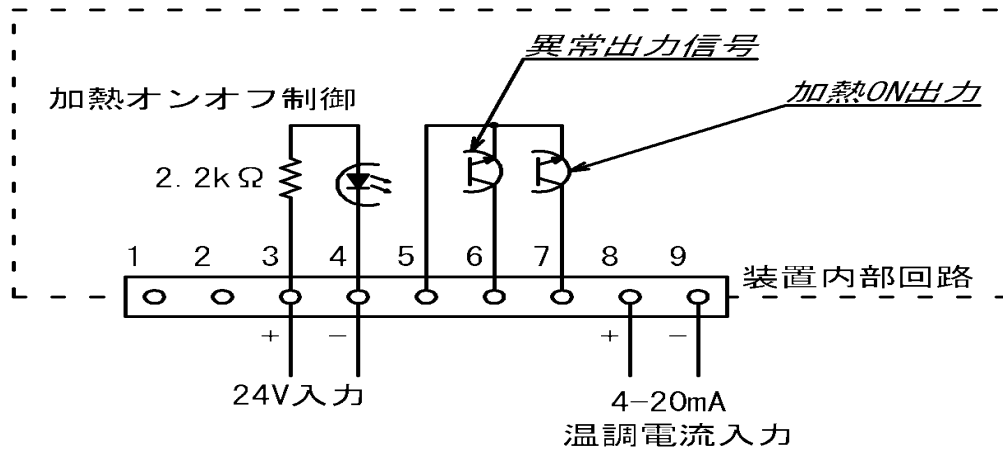 異常出力信号
加熱オンオフ制御
加熱ON出力
2.2kΩ
1 2 3 4 5 6 7 8 9
装置内部回路
+ − + −
24V入力
4−20mA
温調電流入力